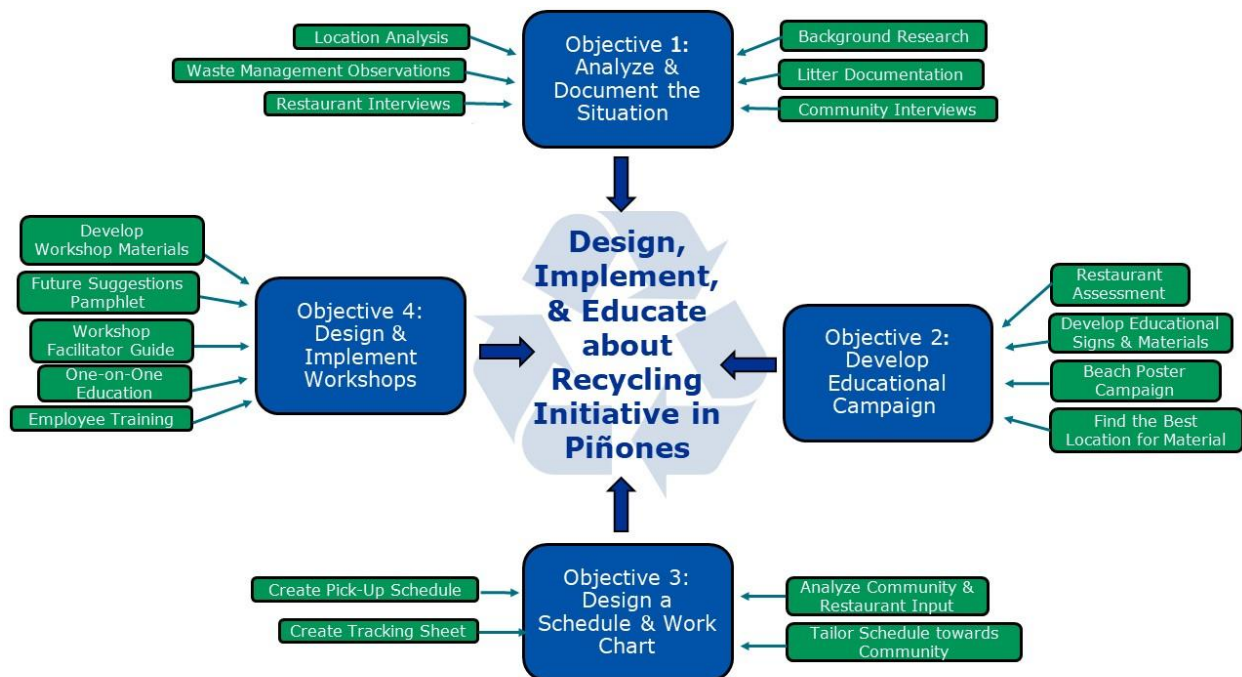 Location Analysis
Waste Management Observations
Restaurant Interviews
Objective 1:
Analyze &
Document the
Situation
Background Research
Litter Documentation
Community Interviews
Develop
Workshop Materials
Future Suggestions
Pamphlet
Workshop
Facilitator Guide
One-on-One
Education
Employee Training
Objective 4:
Design &
Implement
Workshops
Design,
Implement,
& Educate
about
Recycling
Initiative in
Piñones
Objective 2:
Develop
Educational
Campaign
Restaurant
Assessment
Develop Educational
Signs & Materials
Beach Poster
Campaign
Find the Best
Location for Material
Create Pick-Up Schedule
Create Tracking Sheet
Objective 3:
Design a
Schedule & Work
Chart
Analyze Community &
Restaurant Input
Tailor Schedule towards
Community